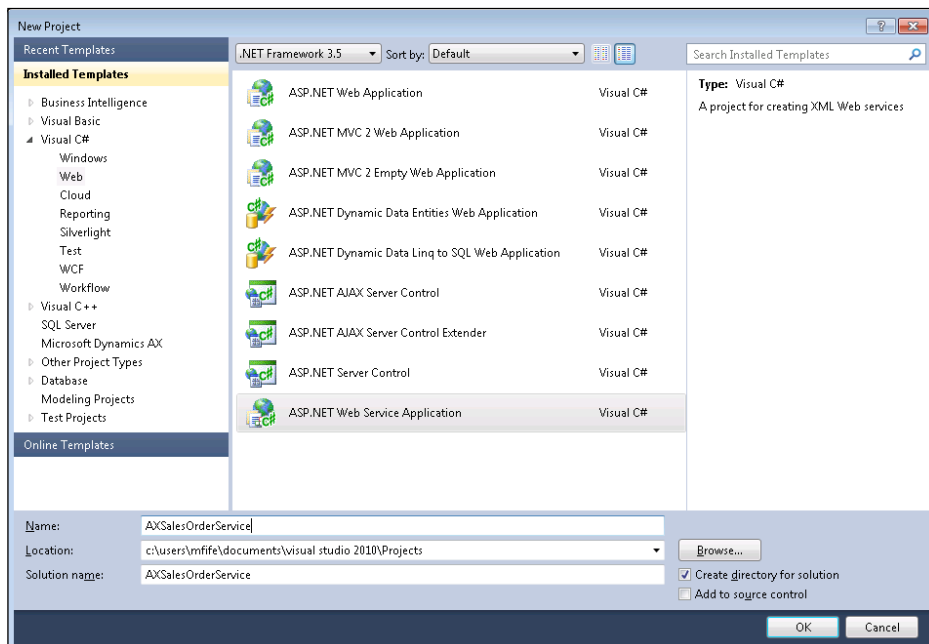 New Project
Recent Templates
Installed Templates
Business Intelligence
Visual Basic
Visual C#
Windows
Web
Cloud
Reporting
Silverlight
Test
WCF
Workflow
Visual C++
SQL Server
Microsoft Dynamics AX
Other Project Types
Database
Modeling Projects
Test Projects
Online Templates
.NET Framework 3.5 Sort by: Default
ASP.NET Web Application Visual C#
ASP.NET MVC 2 Web Application Visual C#
ASP.NET MVC 2 Empty Web Application Visual C#
ASP.NET Dynamic Data Entities Web Application Visual C#
ASP.NET Dynamic Data Linq to SQL Web Application Visual C#
ASP.NET AJAX Server Control Visual C#
ASP.NET AJAX Server Control Extender Visual C#
ASP.NET Server Control Visual C#
ASP.NET Web Service Application Visual C#
Search Installed Templates
Type: Visual C#
A project for creating XML Web services
Name: AXSalesOrderService
Location: c:\users\mfife\documents\visual studio 2010\Projects Browse...
Solution name: AXSalesOrderService
Create directory for solution
Add to source control
OK Cancel